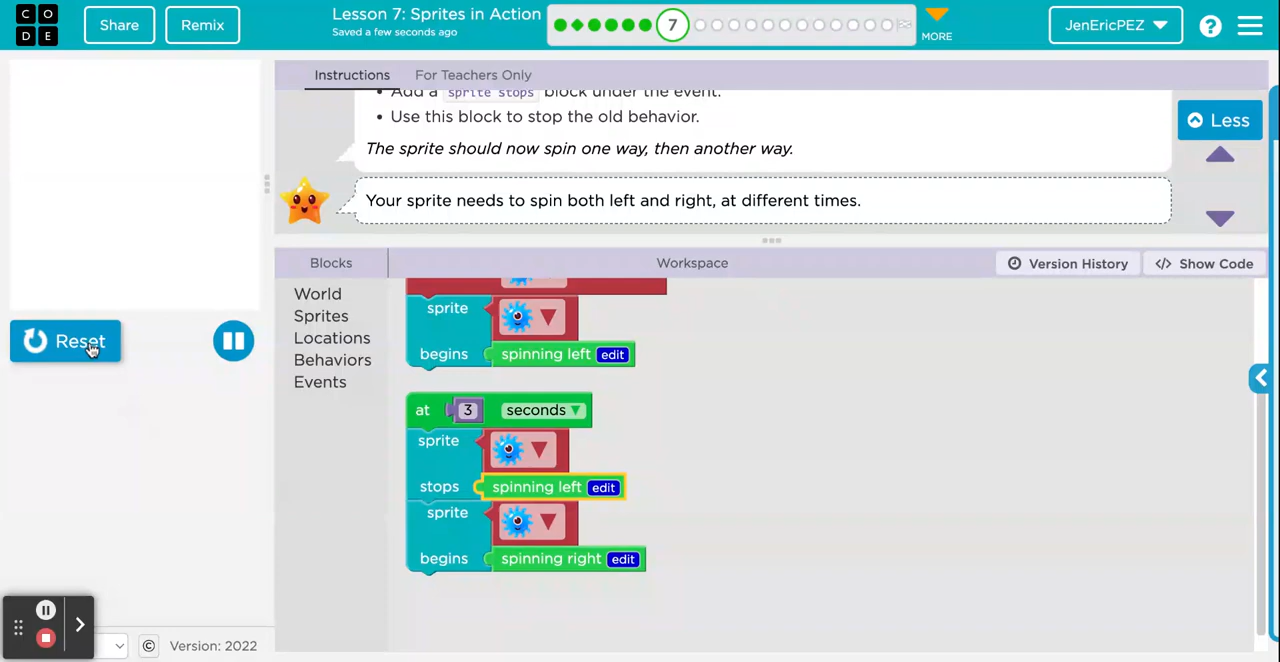 C O
D E
Share
Remix
Lesson 7: Sprites in Action
Saved a few seconds ago
7
MORE
JenEricPEZ
?
Instructions
For Teachers Only
Add a sprite stops block under the event.
Use this block to stop the old behavior.
The sprite should now spin one way, then another way.
Less
Your sprite needs to spin both left and right, at different times.
Blocks
Workspace
Version History
</> Show Code
World
Sprites
Locations
Behaviors
Events
Reset
sprite
begins spinning left edit
at 3 seconds
sprite
stops spinning left edit
sprite
begins spinning right edit
© Version: 2022